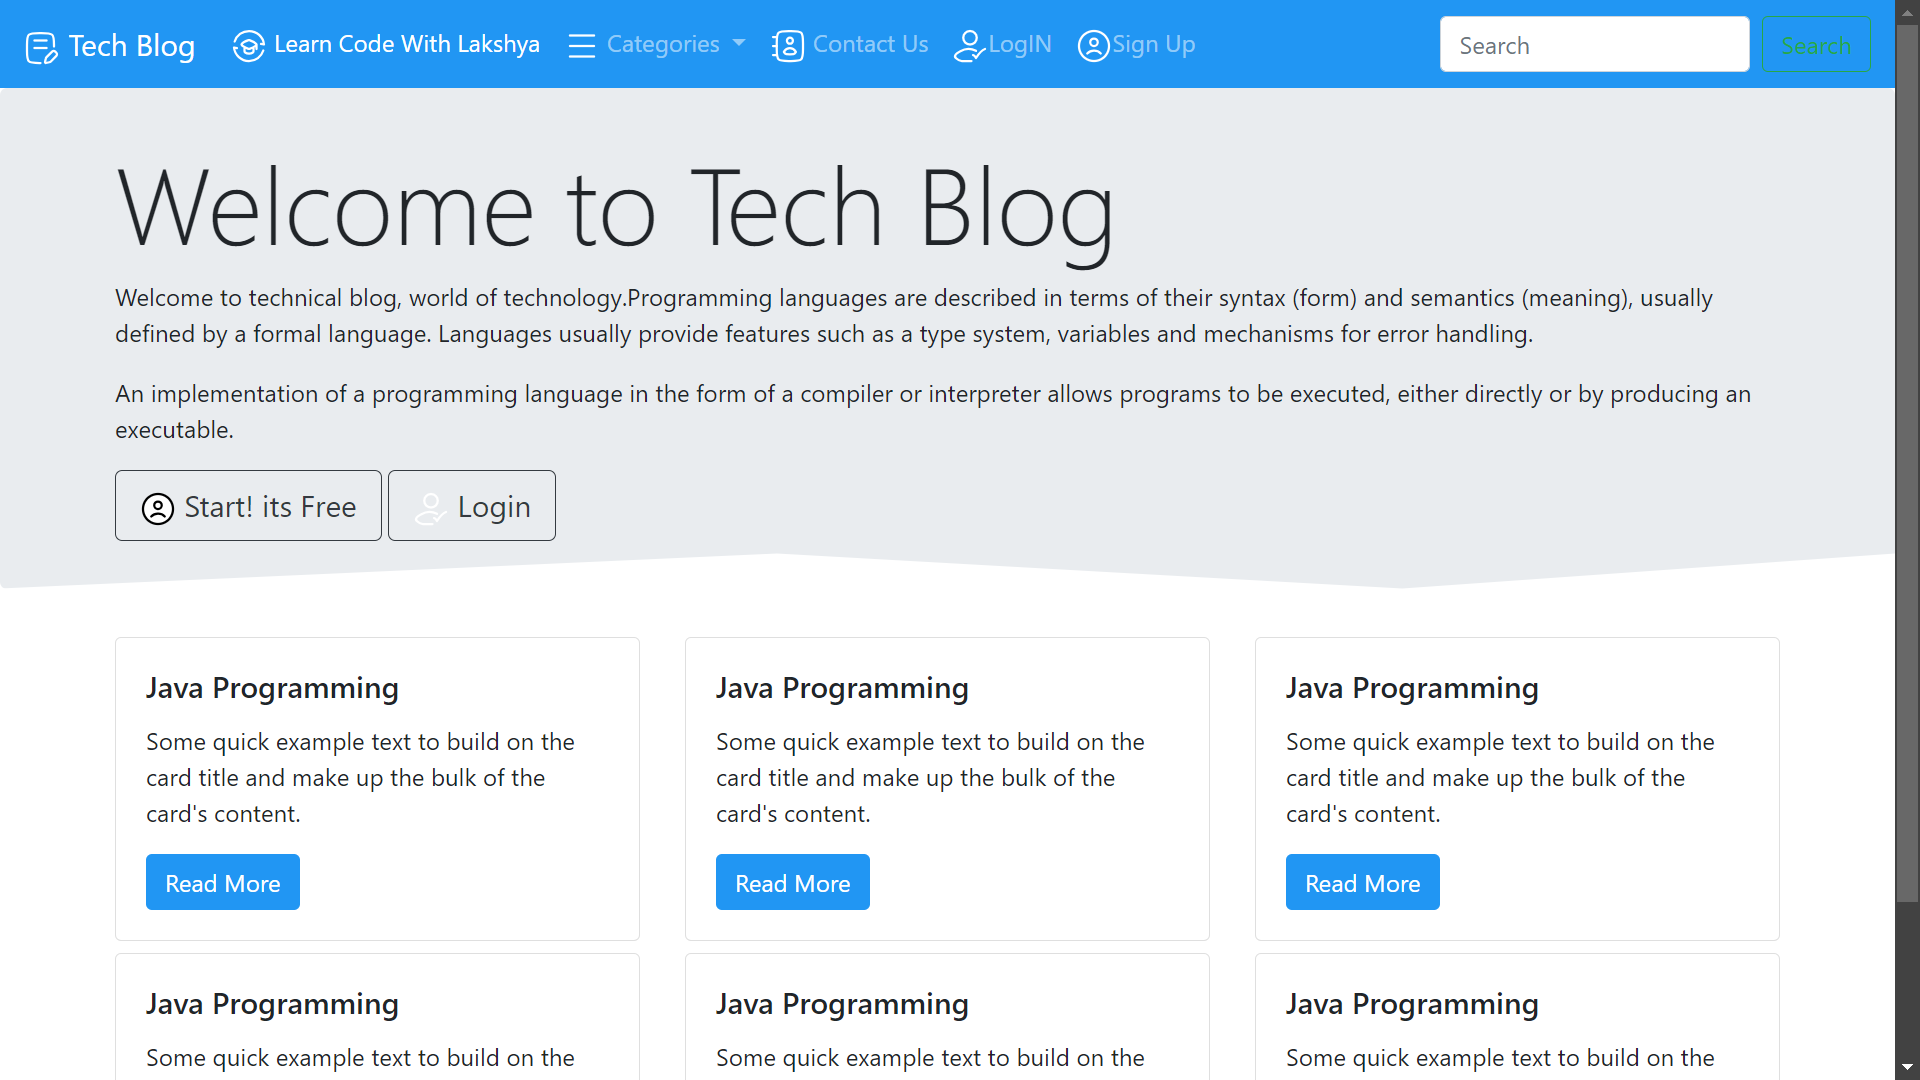 Tech Blog Learn Code With Lakshya Categories Contact Us LogIN Sign Up Search Search
Welcome to Tech Blog
Welcome to technical blog, world of technology.Programming languages are described in terms of their syntax (form) and semantics (meaning), usually
defined by a formal language. Languages usually provide features such as a type system, variables and mechanisms for error handling.
An implementation of a programming language in the form of a compiler or interpreter allows programs to be executed, either directly or by producing an
executable.
Start! its Free Login
Java Programming
Some quick example text to build on the
card title and make up the bulk of the
card's content.
Read More
Java Programming
Some quick example text to build on the
card title and make up the bulk of the
card's content.
Read More
Java Programming
Some quick example text to build on the
card title and make up the bulk of the
card's content.
Read More
Java Programming
Some quick example text to build on the
Java Programming
Some quick example text to build on the
Java Programming
Some quick example text to build on the